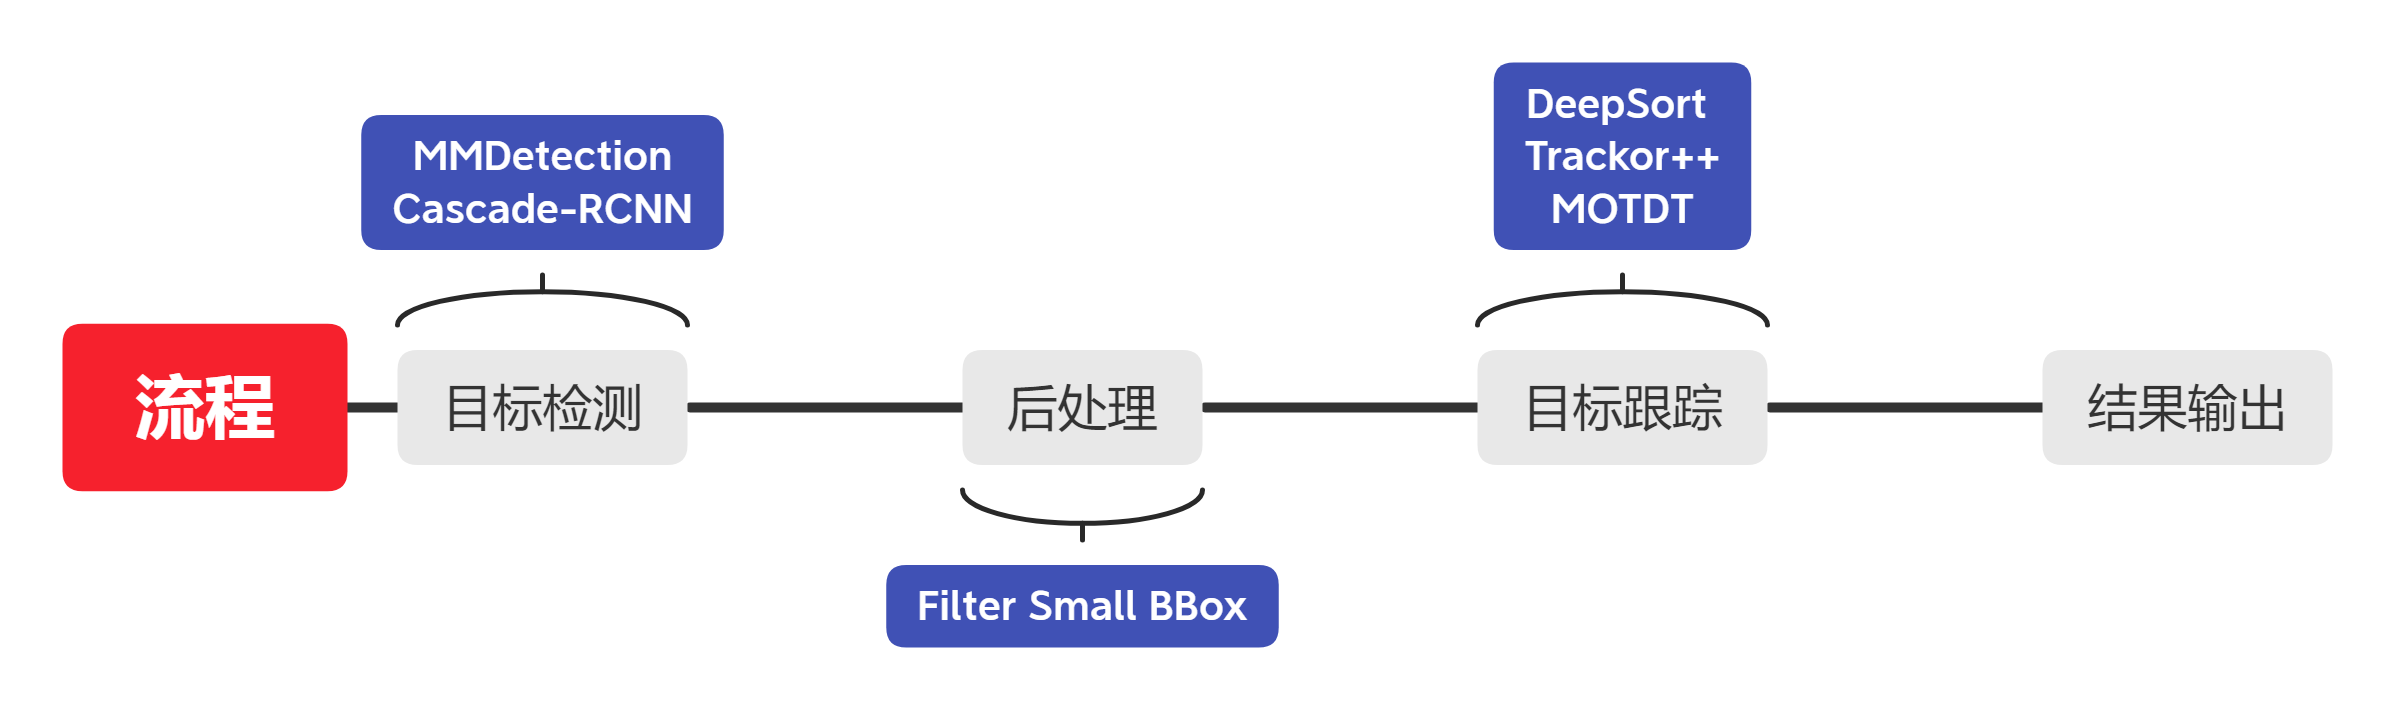 DeepSort
Trackor++
MOTDT
MMDetection
Cascade-RCNN
流程
目标检测
后处理
目标跟踪
结果输出
Filter Small BBox